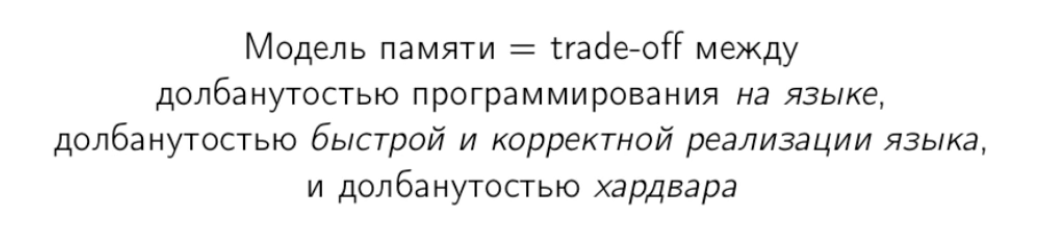 Модель памяти = trade-off между
долбанутостью программирования на языке,
долбанутостью быстрой и корректной реализации языка,
и долбанутостью хардвара